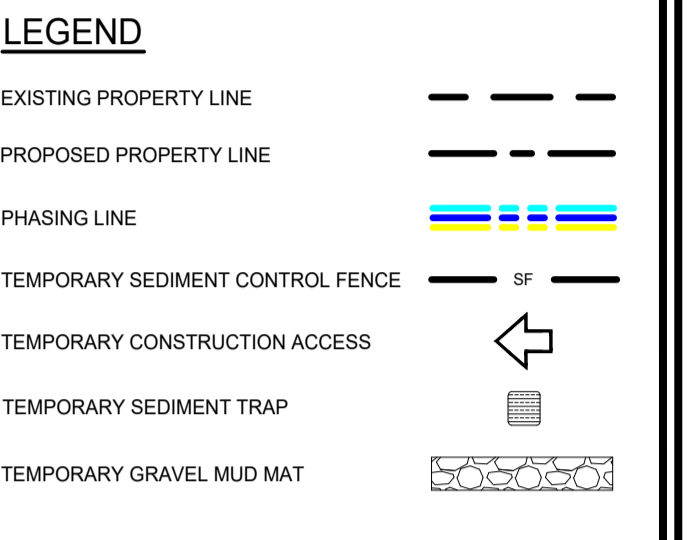 LEGEND
EXISTING PROPERTY LINE
PROPOSED PROPERTY LINE
PHASING LINE
TEMPORARY SEDIMENT CONTROL FENCE SF
TEMPORARY CONSTRUCTION ACCESS
TEMPORARY SEDIMENT TRAP
TEMPORARY GRAVEL MUD MAT